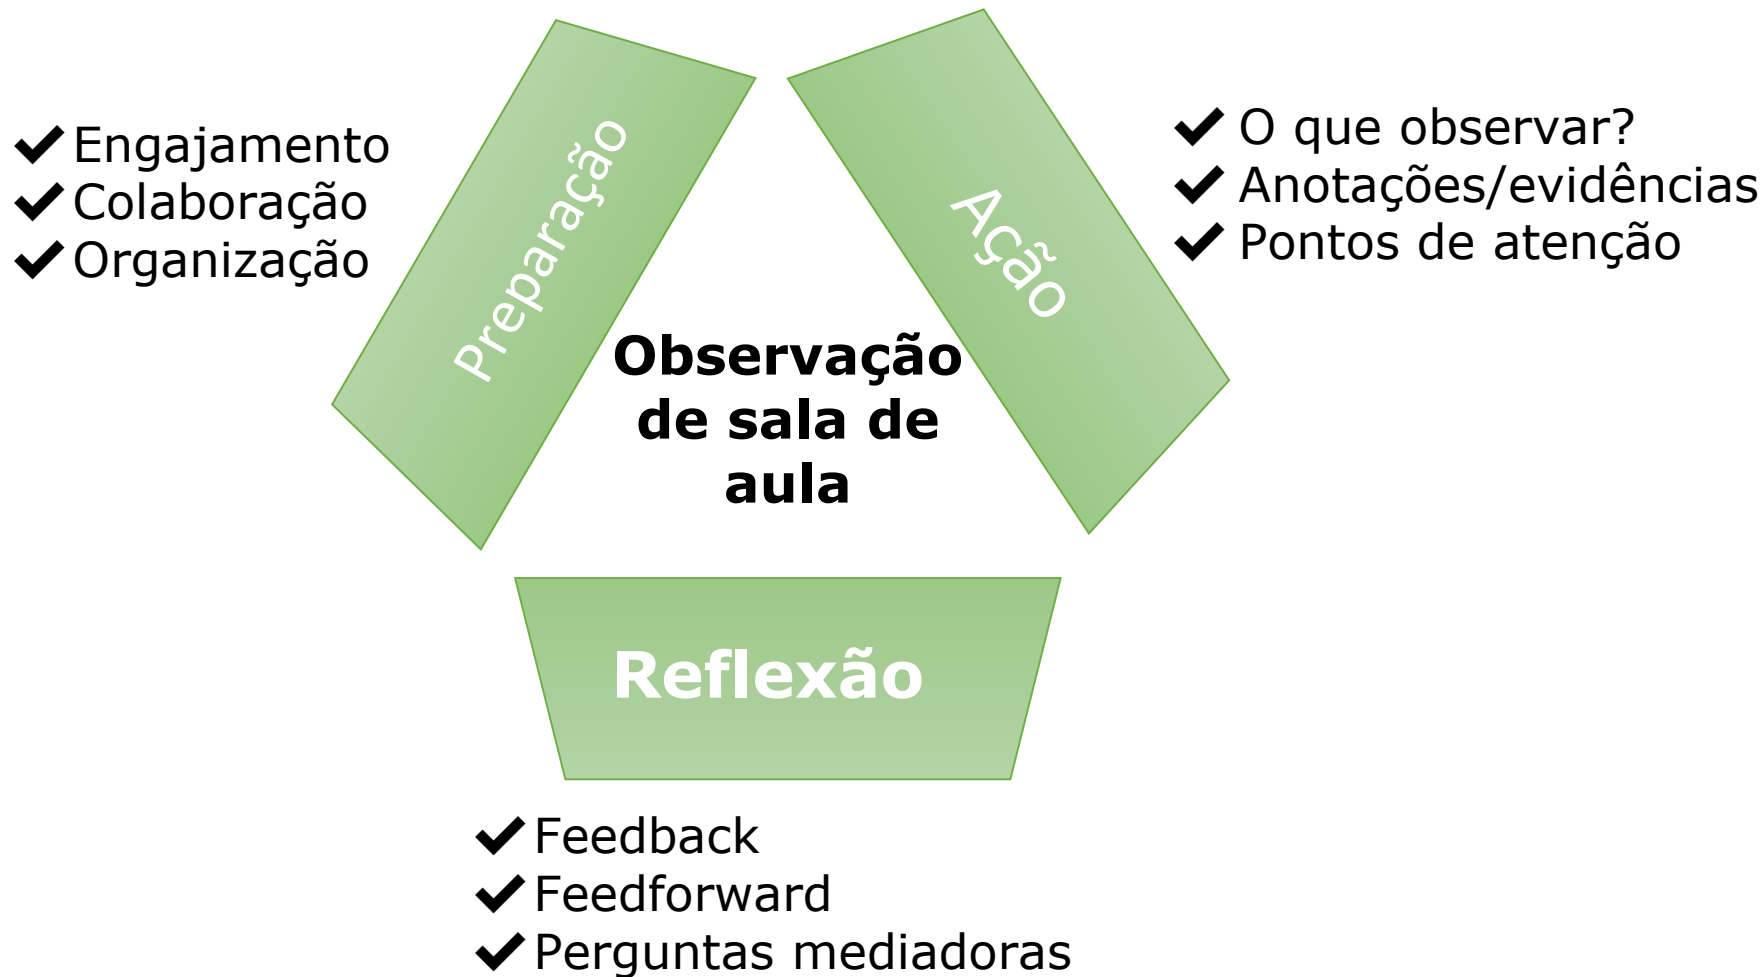 Preparação
✔ Engajamento
✔ Colaboração
✔ Organização
Ação
✔ O que observar?
✔ Anotações/evidências
✔ Pontos de atenção
Observação
de sala de
aula
Reflexão
✔ Feedback
✔ Feedforward
✔ Perguntas mediadoras